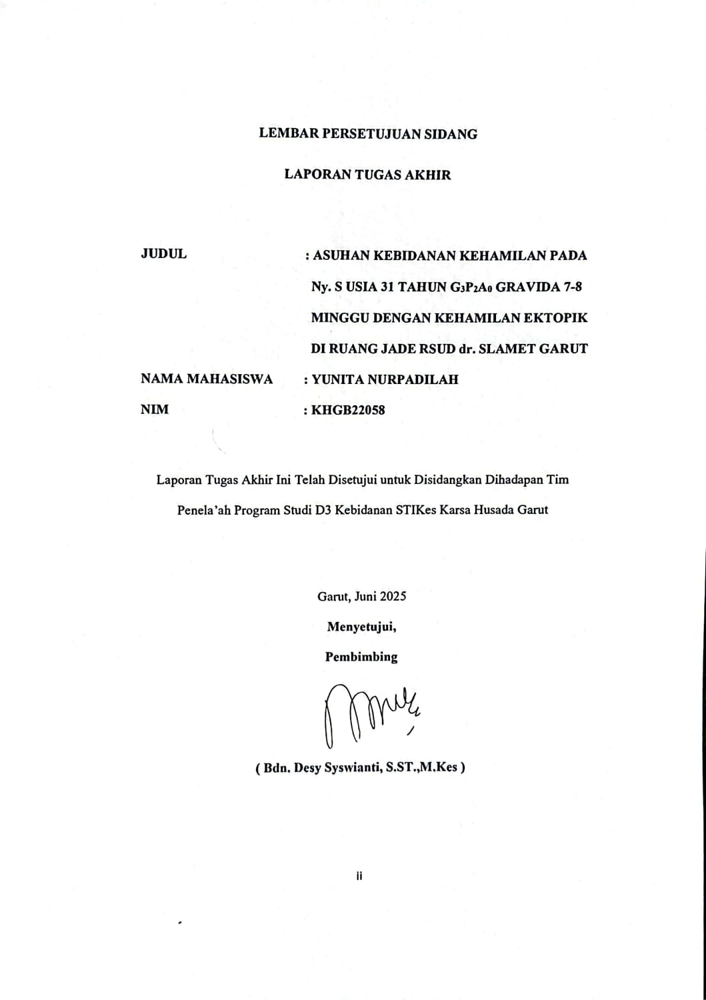 LEMBAR PERSETUJUAN SIDANG
LAPORAN TUGAS AKHIR
JUDUL : ASUHAN KEBIDANAN KEHAMILAN PADA
Ny. S USIA 31 TAHUN G₃P₂A₀ GRAVIDA 7-8
MINGGU DENGAN KEHAMILAN EKTOPIK
DI RUANG JADE RSUD dr. SLAMET GARUT
NAMA MAHASISWA : YUNITA NURPADILAH
NIM : KHGB22058
Laporan Tugas Akhir Ini Telah Disetujui untuk Disidangkan Dihadapan Tim
Penela’ah Program Studi D3 Kebidanan STIKes Karsa Husada Garut
Garut, Juni 2025
Menyetujui,
Pembimbing
( Bdn. Desy Syswianti, S.ST.,M.Kes )
ii